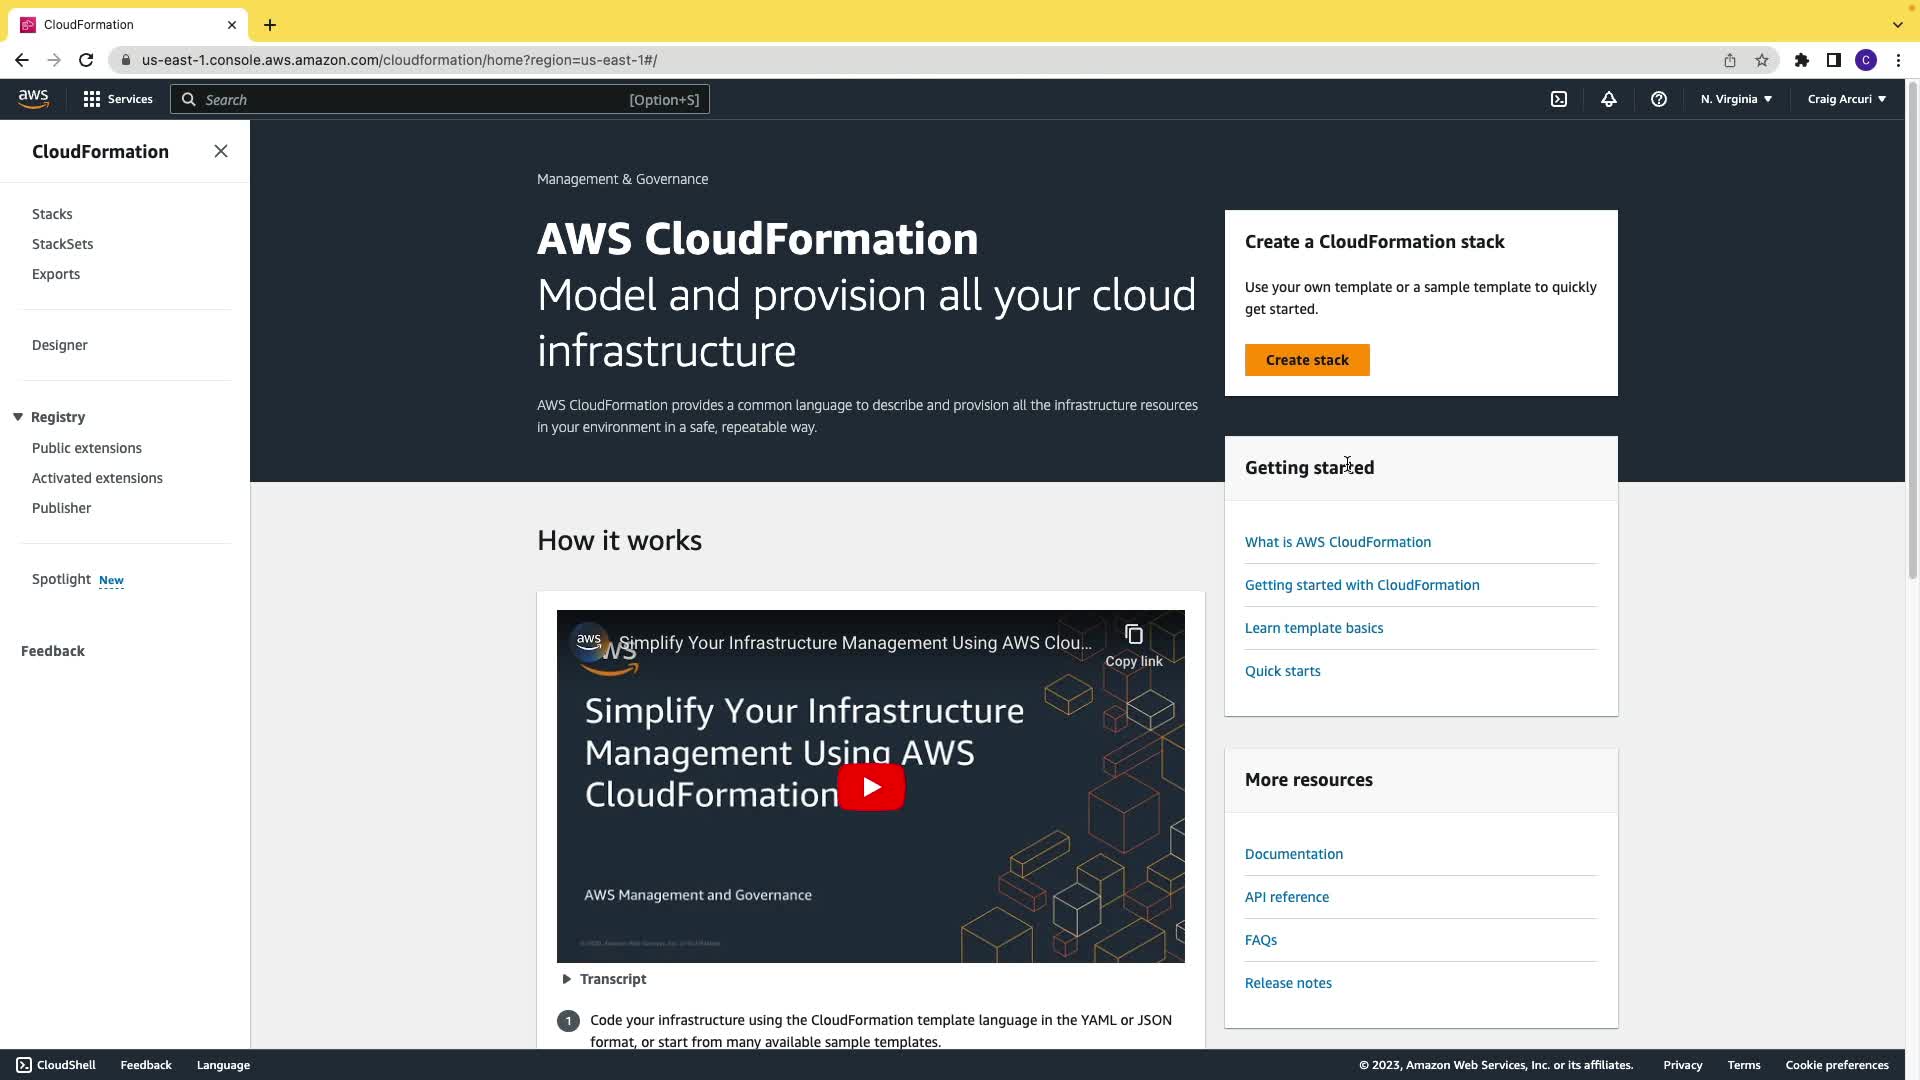 CloudFormation
us-east-1.console.aws.amazon.com/cloudformation/home?region=us-east-1#/
C
aws
Services
Search
[Option+S]
N. Virginia
Craig Arcuri
CloudFormation
Stacks
StackSets
Exports
Designer
Registry
Public extensions
Activated extensions
Publisher
Spotlight New
Feedback
Management & Governance
AWS CloudFormation
Model and provision all your cloud
infrastructure
AWS CloudFormation provides a common language to describe and provision all the infrastructure resources
in your environment in a safe, repeatable way.
Create a CloudFormation stack
Use your own template or a sample template to quickly
get started.
Create stack
Getting started
What is AWS CloudFormation
Getting started with CloudFormation
Learn template basics
Quick starts
More resources
Documentation
API reference
FAQs
Release notes
How it works
aws
Simplify Your Infrastructure Management Using AWS Clou...
Copy link
Simplify Your Infrastructure
Management Using AWS
CloudFormation
AWS Management and Governance
Transcript
1 Code your infrastructure using the CloudFormation template language in the YAML or JSON
format, or start from many available sample templates.
CloudShell
Feedback
Language
© 2023, Amazon Web Services, Inc. or its affiliates.
Privacy
Terms
Cookie preferences